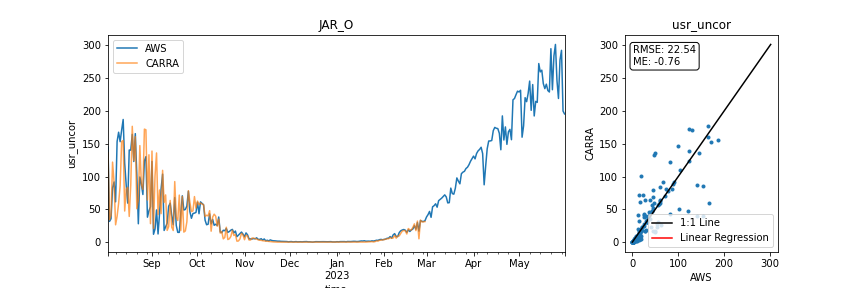 JAR_O
usr_uncor
AWS
CARRA
300
250
200
150
100
50
0
usr_uncor
Sep
Oct
Nov
Dec
Jan
2023
Feb
Mar
Apr
May
time
usr_uncor
RMSE: 22.54
ME: -0.76
300
250
200
150
100
50
0
CARRA
1:1 Line
Linear Regression
0
100
200
300
AWS